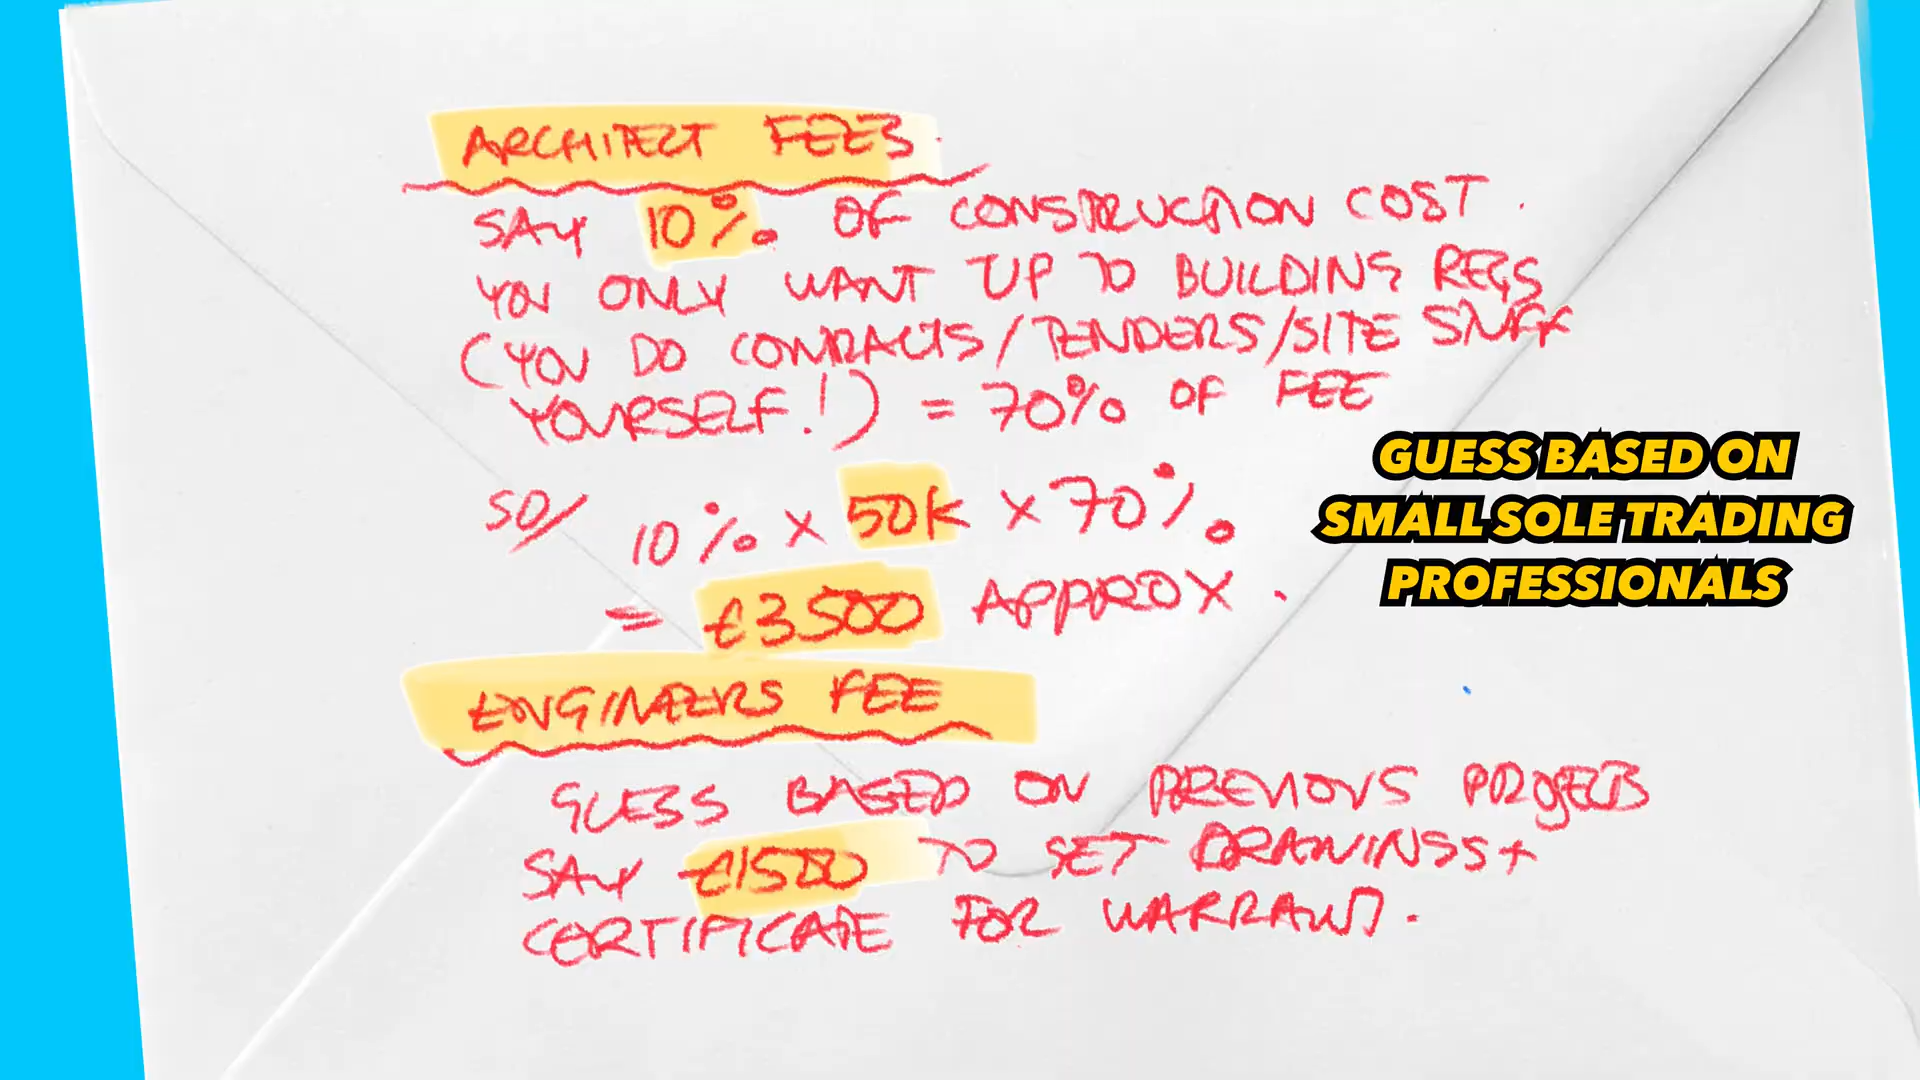 ARCHITECT FEES.
SAY 10% OF CONSTRUCTION COST.
YOU ONLY WANT UP TO BUILDING REGS
(YOU DO CONTRACTS/TENDERS/SITE STUFF
YOURSELF!) = 70% OF FEE
SO/ 10% x 50K x 70%
= £3500 APPROX.
ENGINEERS FEE
GUESS BASED ON PREVIOUS PROJECTS
SAY £1500 TO SET DRAWINGS +
CERTIFICATE FOR WARRANT.
GUESS BASED ON
SMALL SOLE TRADING
PROFESSIONALS